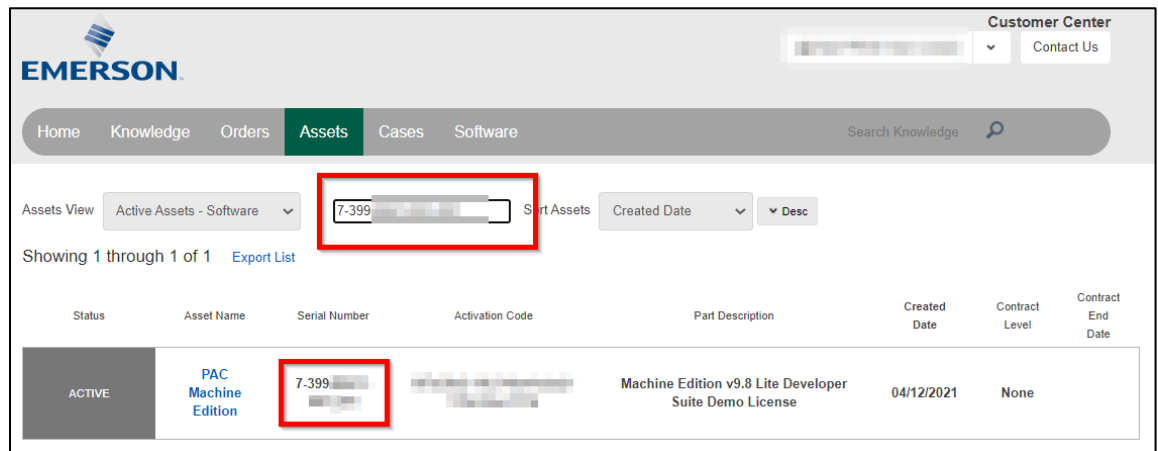 Customer Center
EMERSON.
Contact Us
Home Knowledge Orders Assets Cases Software Search Knowledge
Assets View Active Assets - Software 7-399 Sort Assets Created Date Desc
Showing 1 through 1 of 1 Export List
Status Asset Name Serial Number Activation Code Part Description Created Date Contract Level Contract End Date
ACTIVE PAC Machine Edition 7-399 Machine Edition v9.8 Lite Developer Suite Demo License 04/12/2021 None